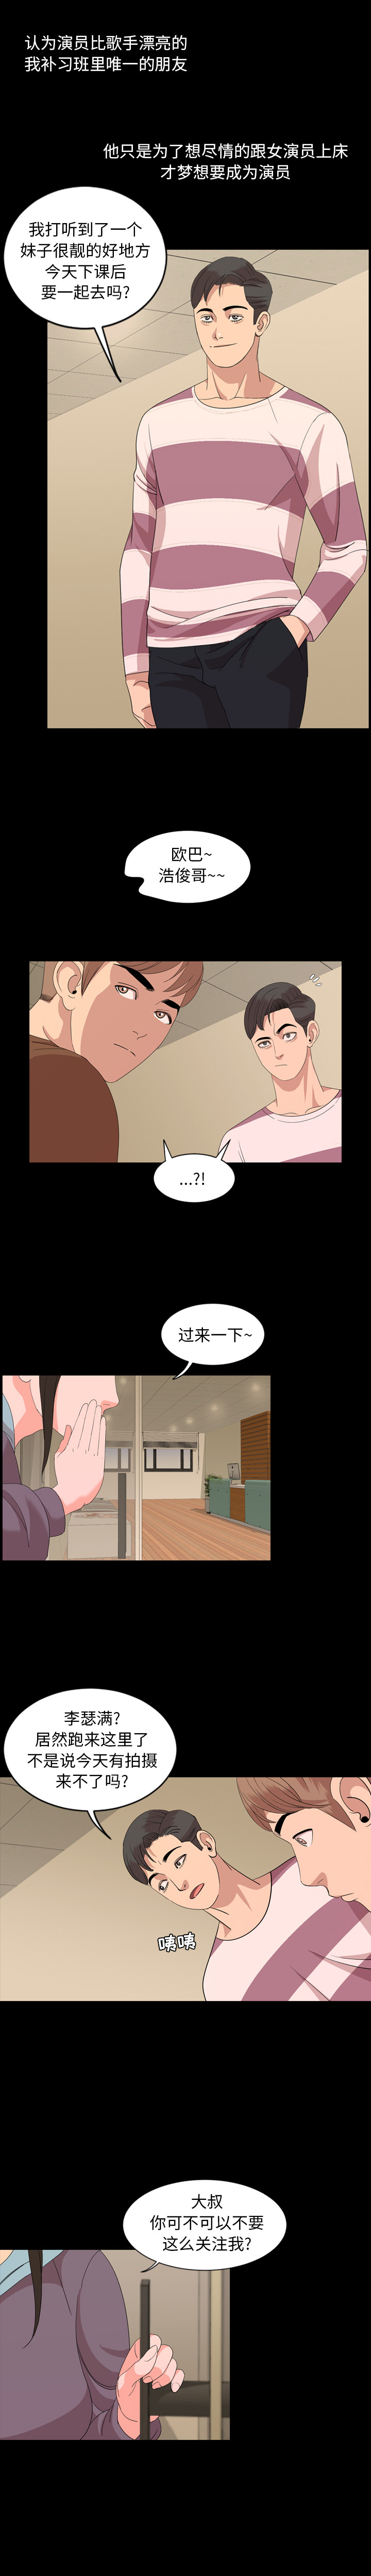 认为演员比歌手漂亮的
我补习班里唯一的朋友
他只是为了想尽情的跟女演员上床
才梦想要成为演员
我打听到了一个
妹子很靓的好地方
今天下课后
要一起去吗?
欧巴~
浩俊哥~~
...?!
过来一下~
李瑟满?
居然跑来这里了
不是说今天有拍摄
来不了吗?
咦咦
大叔
你可不可以不要
这么关注我?